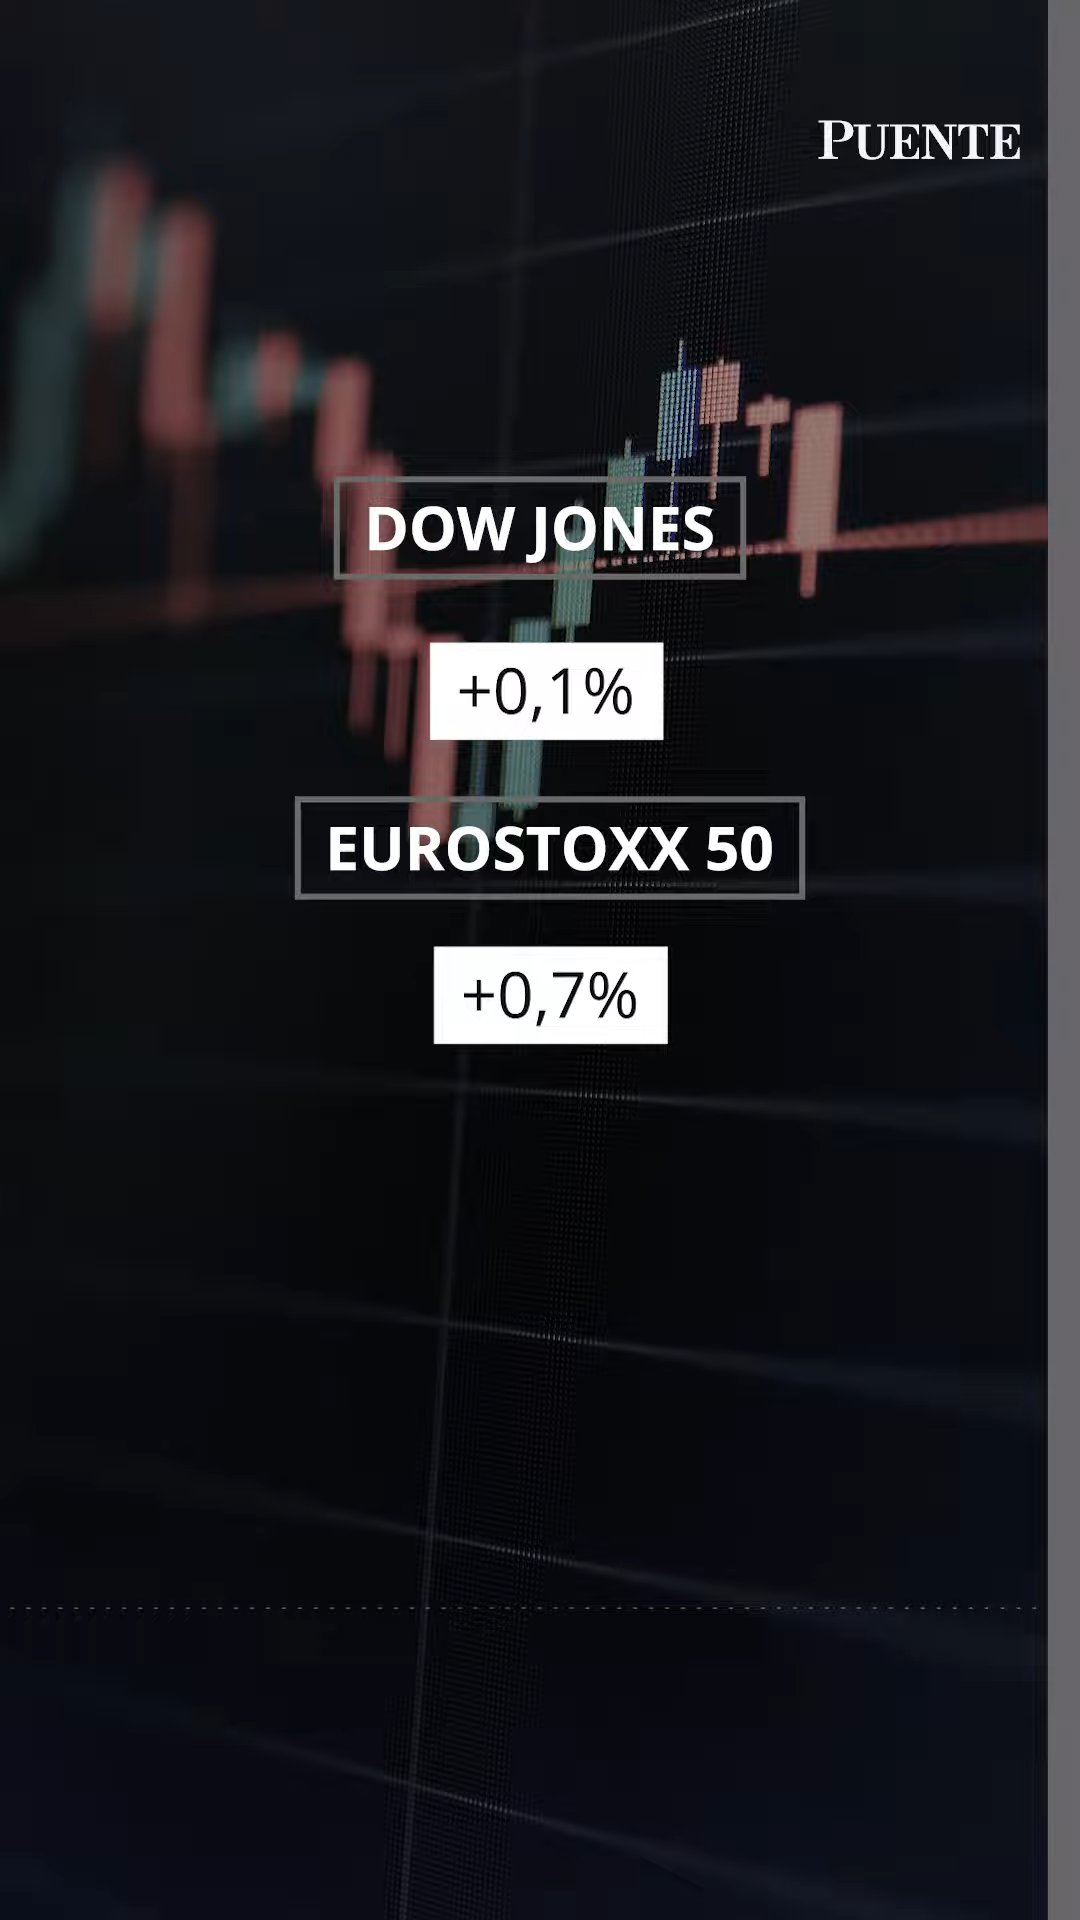 PUENTE
DOW JONES
+0,1%
EUROSTOXX 50
+0,7%